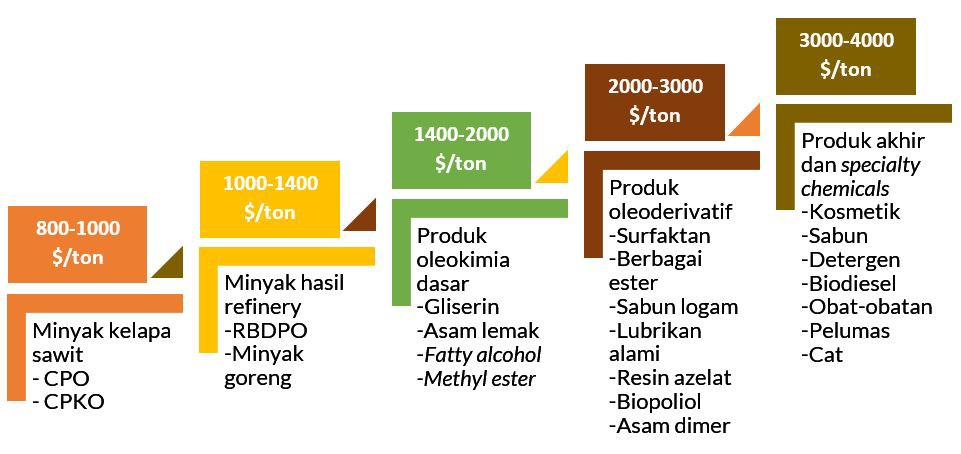 800-1000
$/ton
Minyak kelapa
sawit
- CPO
- CPKO
1000-1400
$/ton
Minyak hasil
refinery
-RBDPO
-Minyak
goreng
1400-2000
$/ton
Produk
oleokimia
dasar
-Gliserin
-Asam lemak
-Fatty alcohol
-Methyl ester
2000-3000
$/ton
Produk
oleoderivatif
-Surfaktan
-Berbagai
ester
-Sabun logam
-Lubrikan
alami
-Resin azelat
-Biopoliol
-Asam dimer
3000-4000
$/ton
Produk akhir
dan specialty
chemicals
-Kosmetik
-Sabun
-Detergen
-Biodiesel
-Obat-obatan
-Pelumas
-Cat